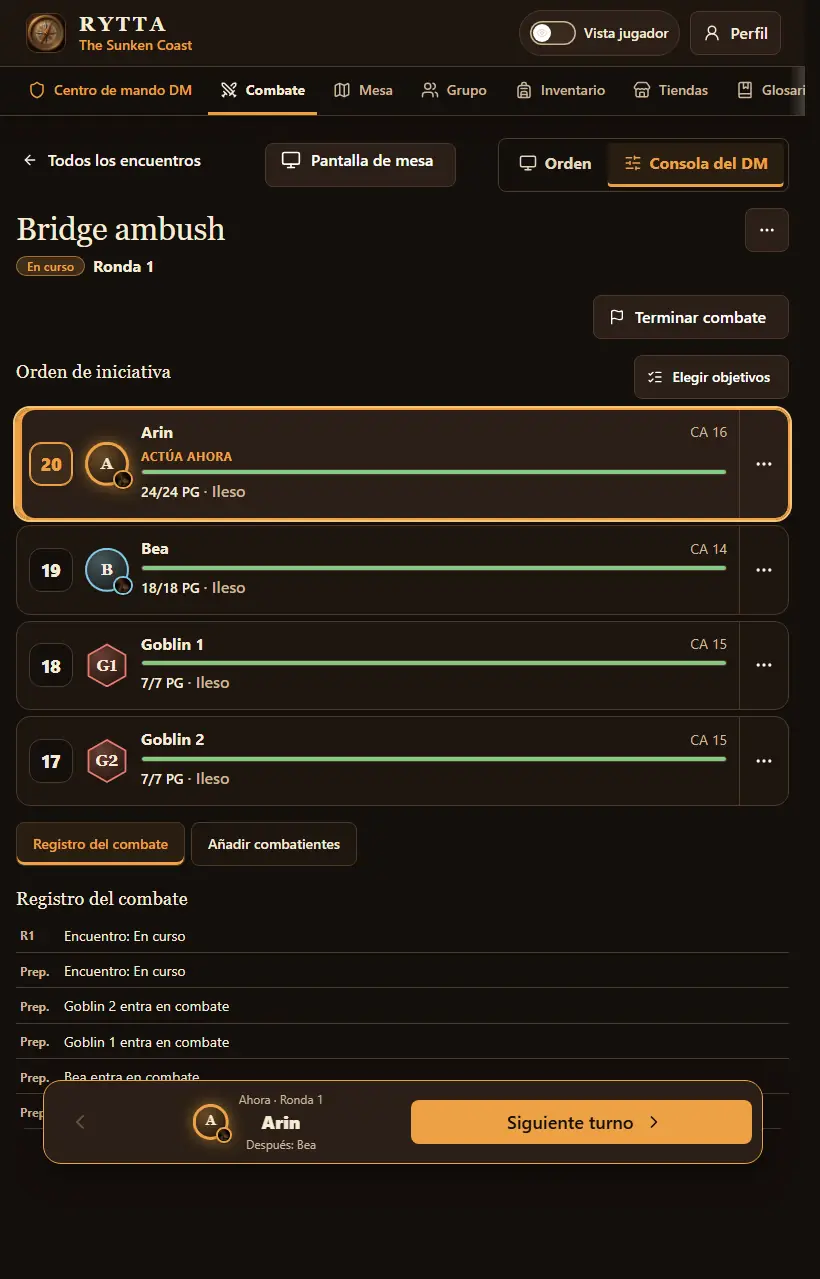 RYTTA
The Sunken Coast
Vista jugador
Perfil
Centro de mando DM
Combate
Mesa
Grupo
Inventario
Tiendas
Glosari
Todos los encuentros
Pantalla de mesa
Orden
Consola del DM
Bridge ambush
En curso
Ronda 1
Terminar combate
Orden de iniciativa
Elegir objetivos
20
A
Arin
CA 16
ACTÚA AHORA
24/24 PG · Ileso
19
B
Bea
CA 14
18/18 PG · Ileso
18
G1
Goblin 1
CA 15
7/7 PG · Ileso
17
G2
Goblin 2
CA 15
7/7 PG · Ileso
Registro del combate
Añadir combatientes
Registro del combate
R1 Encuentro: En curso
Prep. Encuentro: En curso
Prep. Goblin 2 entra en combate
Prep. Goblin 1 entra en combate
Prep. Bea entra en combate
Prep
A
Ahora · Ronda 1
Arin
Después: Bea
Siguiente turno